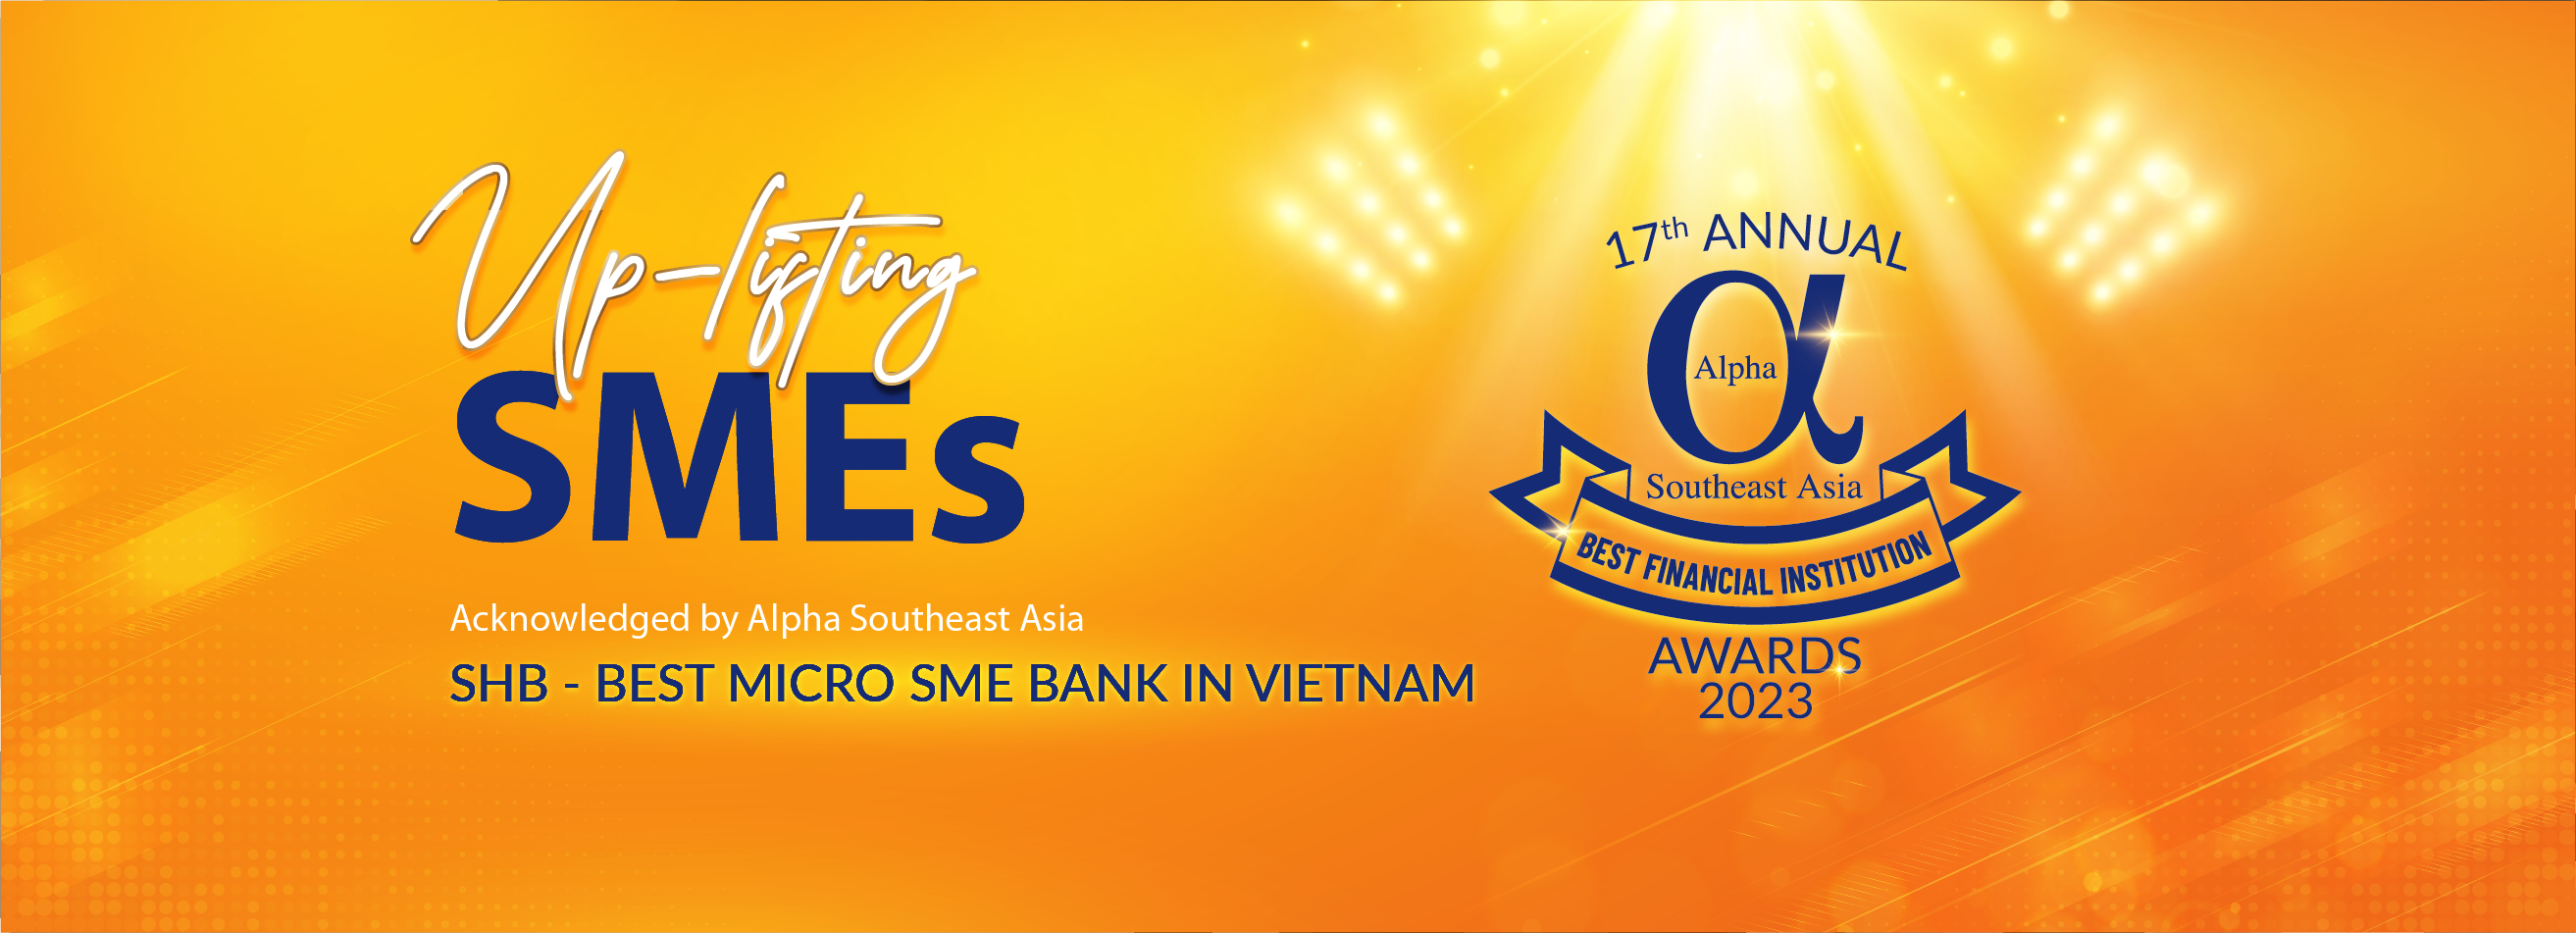 Up-lifting
SMEs
Acknowledged by Alpha Southeast Asia
SHB - BEST MICRO SME BANK IN VIETNAM
17th ANNUAL
α
Alpha
Southeast Asia
BEST FINANCIAL INSTITUTION
AWARDS
2023